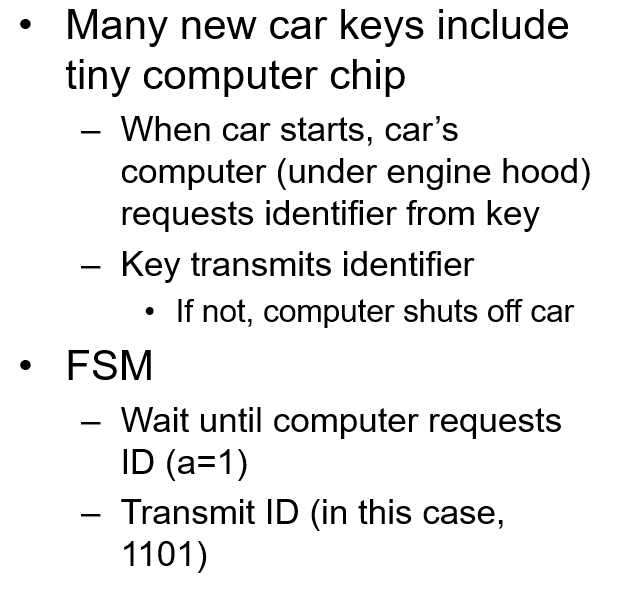 • Many new car keys include
tiny computer chip
– When car starts, car’s
computer (under engine hood)
requests identifier from key
– Key transmits identifier
• If not, computer shuts off car
• FSM
– Wait until computer requests
ID (a=1)
– Transmit ID (in this case,
1101)